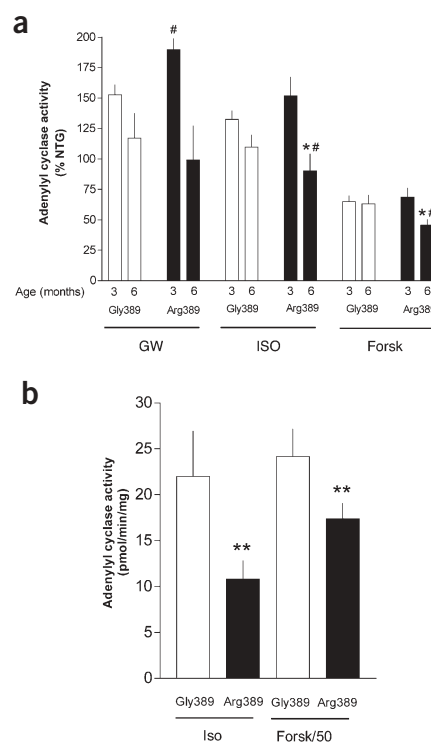 a
Adenylyl cyclase activity
(% NTG)
200
175
150
125
100
75
50
25
0
#
*#
*#
Age (months) 3 6 3 6 3 6 3 6 3 6 3 6
Gly389 Arg389 Gly389 Arg389 Gly389 Arg389
GW ISO Forsk
b
Adenylyl cyclase activity
(pmol/min/mg)
30
25
20
15
10
5
0
**
**
Gly389 Arg389 Gly389 Arg389
Iso Forsk/50